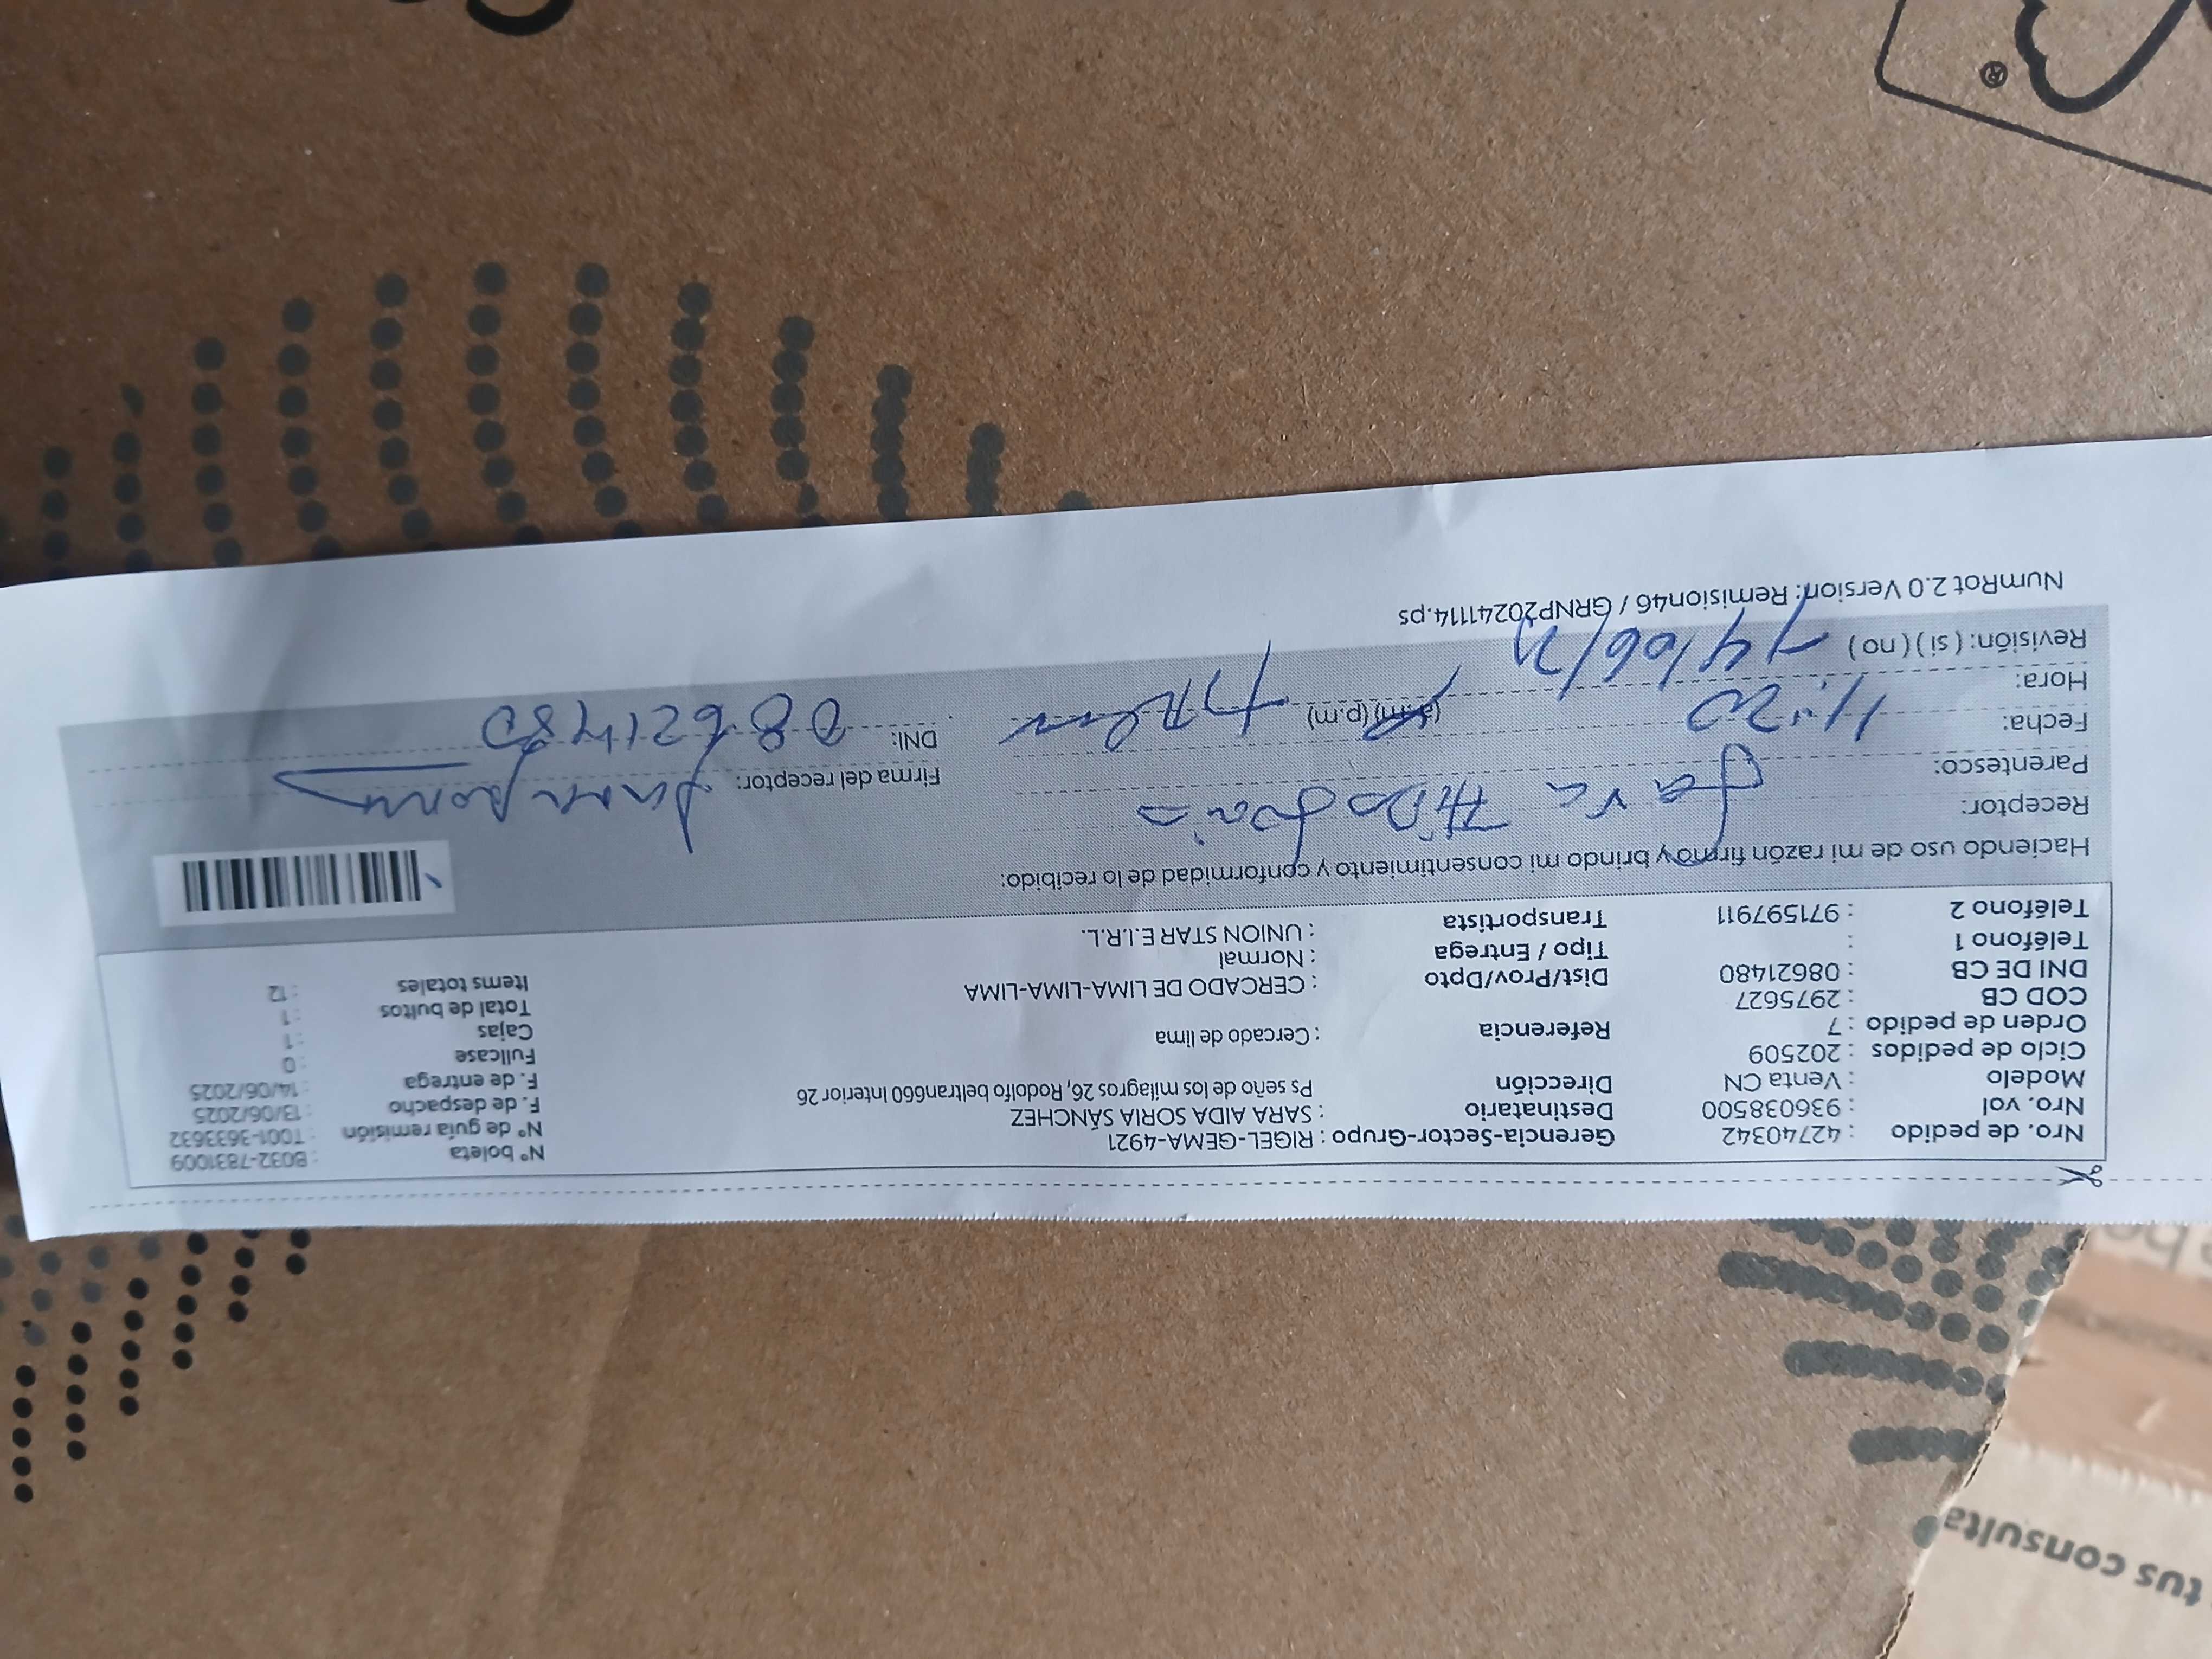 Nro. de pedido : 42740342 Gerencia-Sector-Grupo : RIGEL-GEMA-4921 N° boleta : B032-7831009
Nro. vol : 936038500 Destinatario : SARA AIDA SORIA SÁNCHEZ N° de guía remisión : T001-3633632
Modelo : Venta CN Dirección Ps seño de los milagros 26, Rodolfo beltran660 Interior 26 F. de despacho : 13/06/2025
Ciclo de pedidos : 202509 F. de entrega : 14/06/2025
Orden de pedido : 7 Referencia : Cercado de lima Fullcase : 0
COD CB : 2975627 Cajas : 1
DNI DE CB : 08621480 Dist/Prov/Dpto : CERCADO DE LIMA-LIMA-LIMA Total de bultos : 1
Teléfono 1 : Tipo / Entrega : Normal Items totales : 12
Teléfono 2 : 971597911 Transportista : UNION STAR E.I.R.L.
Haciendo uso de mi razón firmo y brindo mi consentimiento y conformidad de lo recibido:
Receptor: Sara Aida Soria
Parentesco: Firma del receptor:
Fecha: 11:20 (a.m) (p.m) DNI: 08621480
Hora:
Revisión: ( si ) ( no ) 14/06/2
NumRot 2.0 Version: Remision46 / GRNP20241114.ps
tus consulta
®